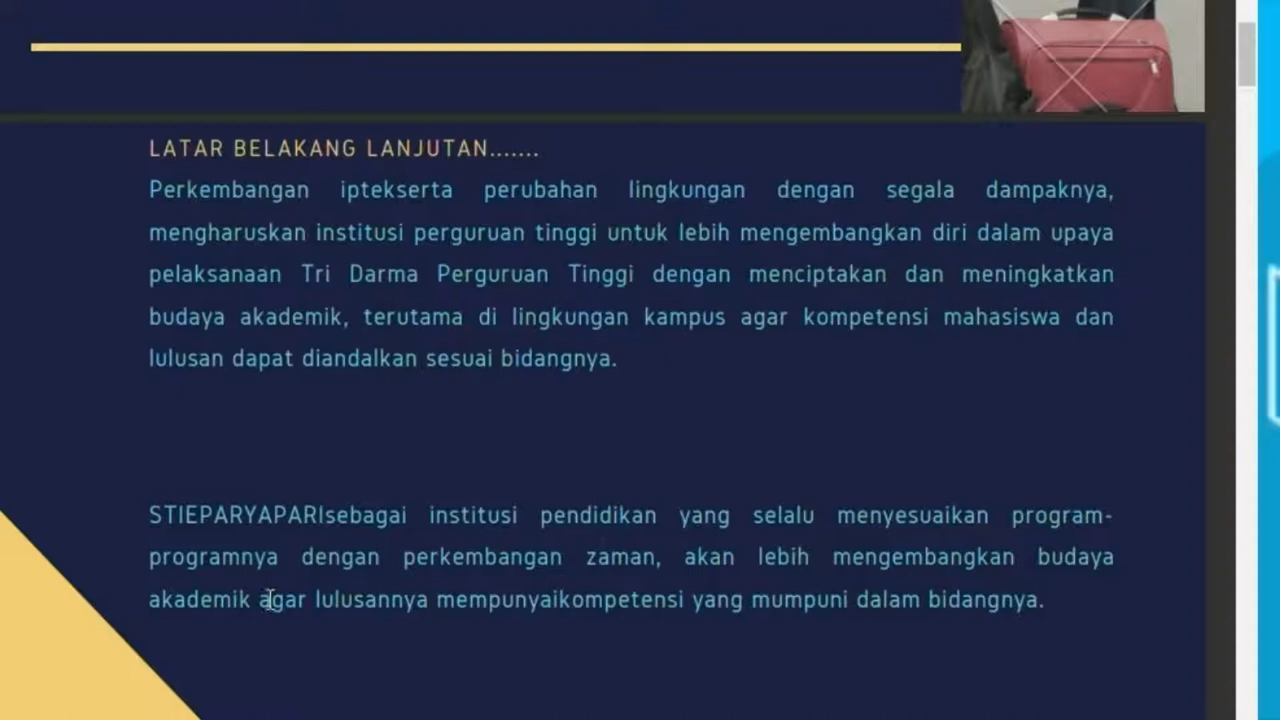 LATAR BELAKANG LANJUTAN.......
Perkembangan iptekserta perubahan lingkungan dengan segala dampaknya,
mengharuskan institusi perguruan tinggi untuk lebih mengembangkan diri dalam upaya
pelaksanaan Tri Darma Perguruan Tinggi dengan menciptakan dan meningkatkan
budaya akademik, terutama di lingkungan kampus agar kompetensi mahasiswa dan
lulusan dapat diandalkan sesuai bidangnya.
STIEPARYAPARIsebagai institusi pendidikan yang selalu menyesuaikan program-
programnya dengan perkembangan zaman, akan lebih mengembangkan budaya
akademik agar lulusannya mempunyaikompetensi yang mumpuni dalam bidangnya.